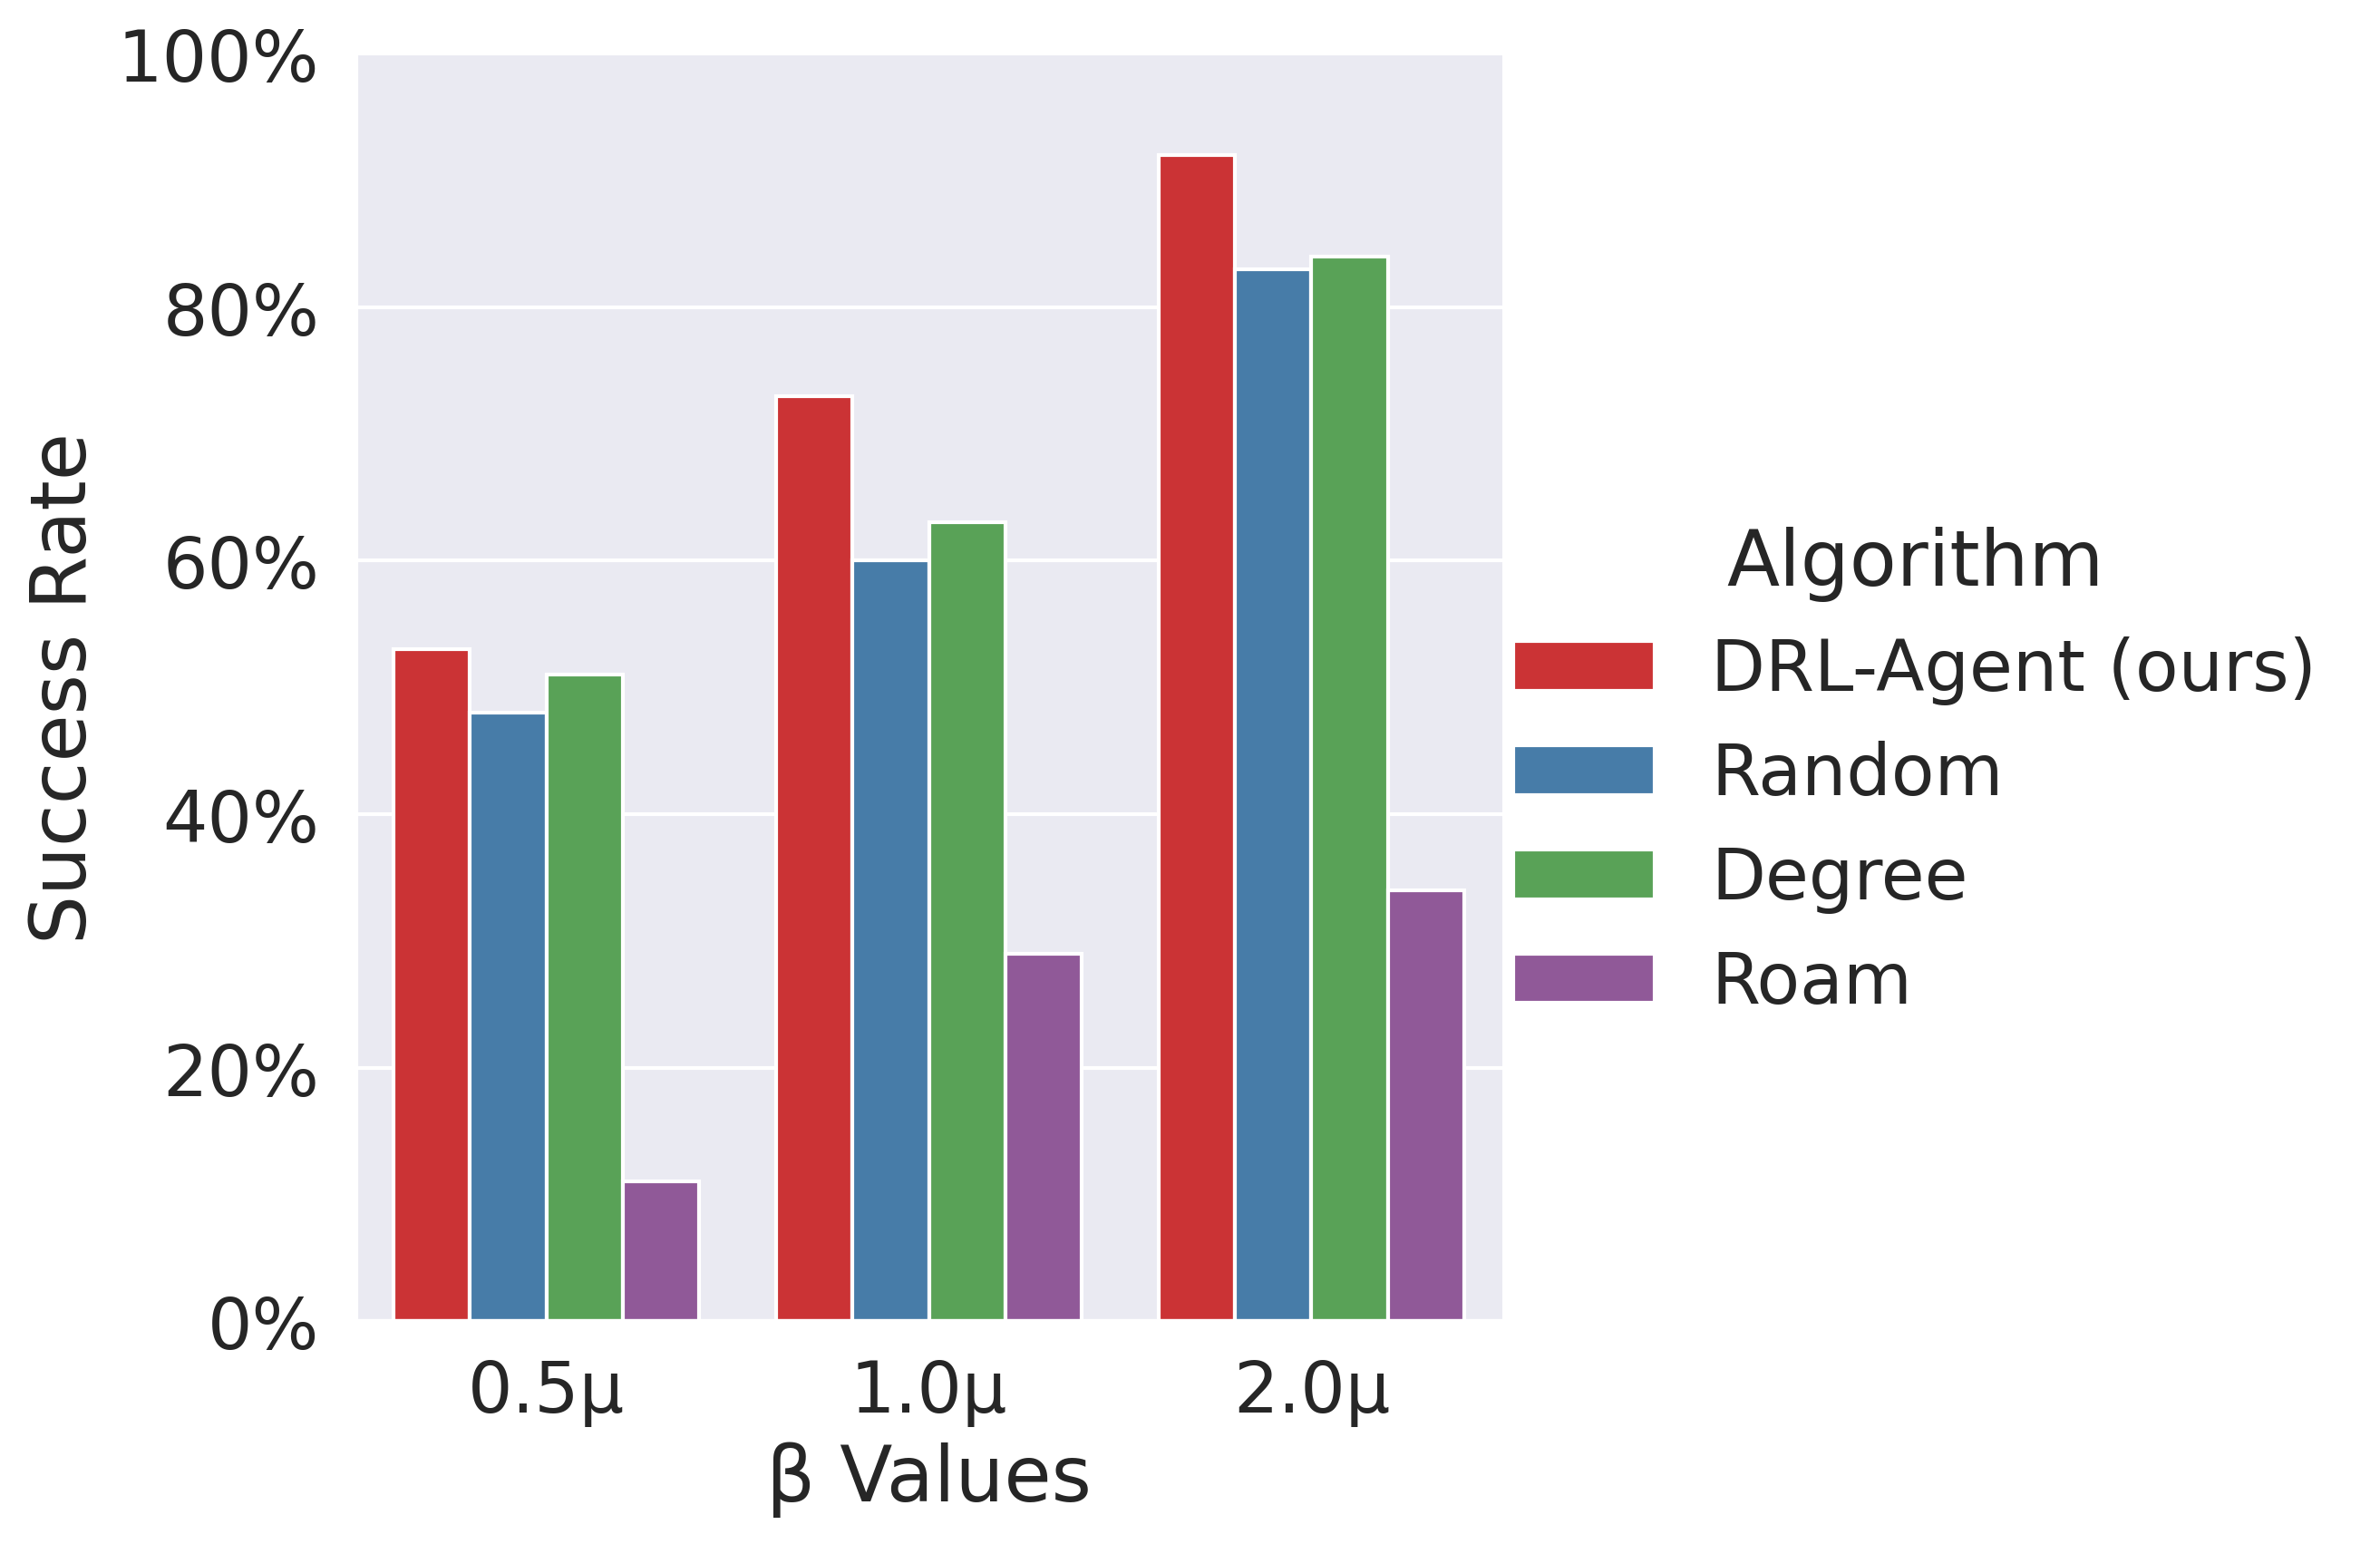 100%
80%
60%
40%
20%
0%
Success Rate
0.5μ
1.0μ
2.0μ
β Values
Algorithm
DRL-Agent (ours)
Random
Degree
Roam